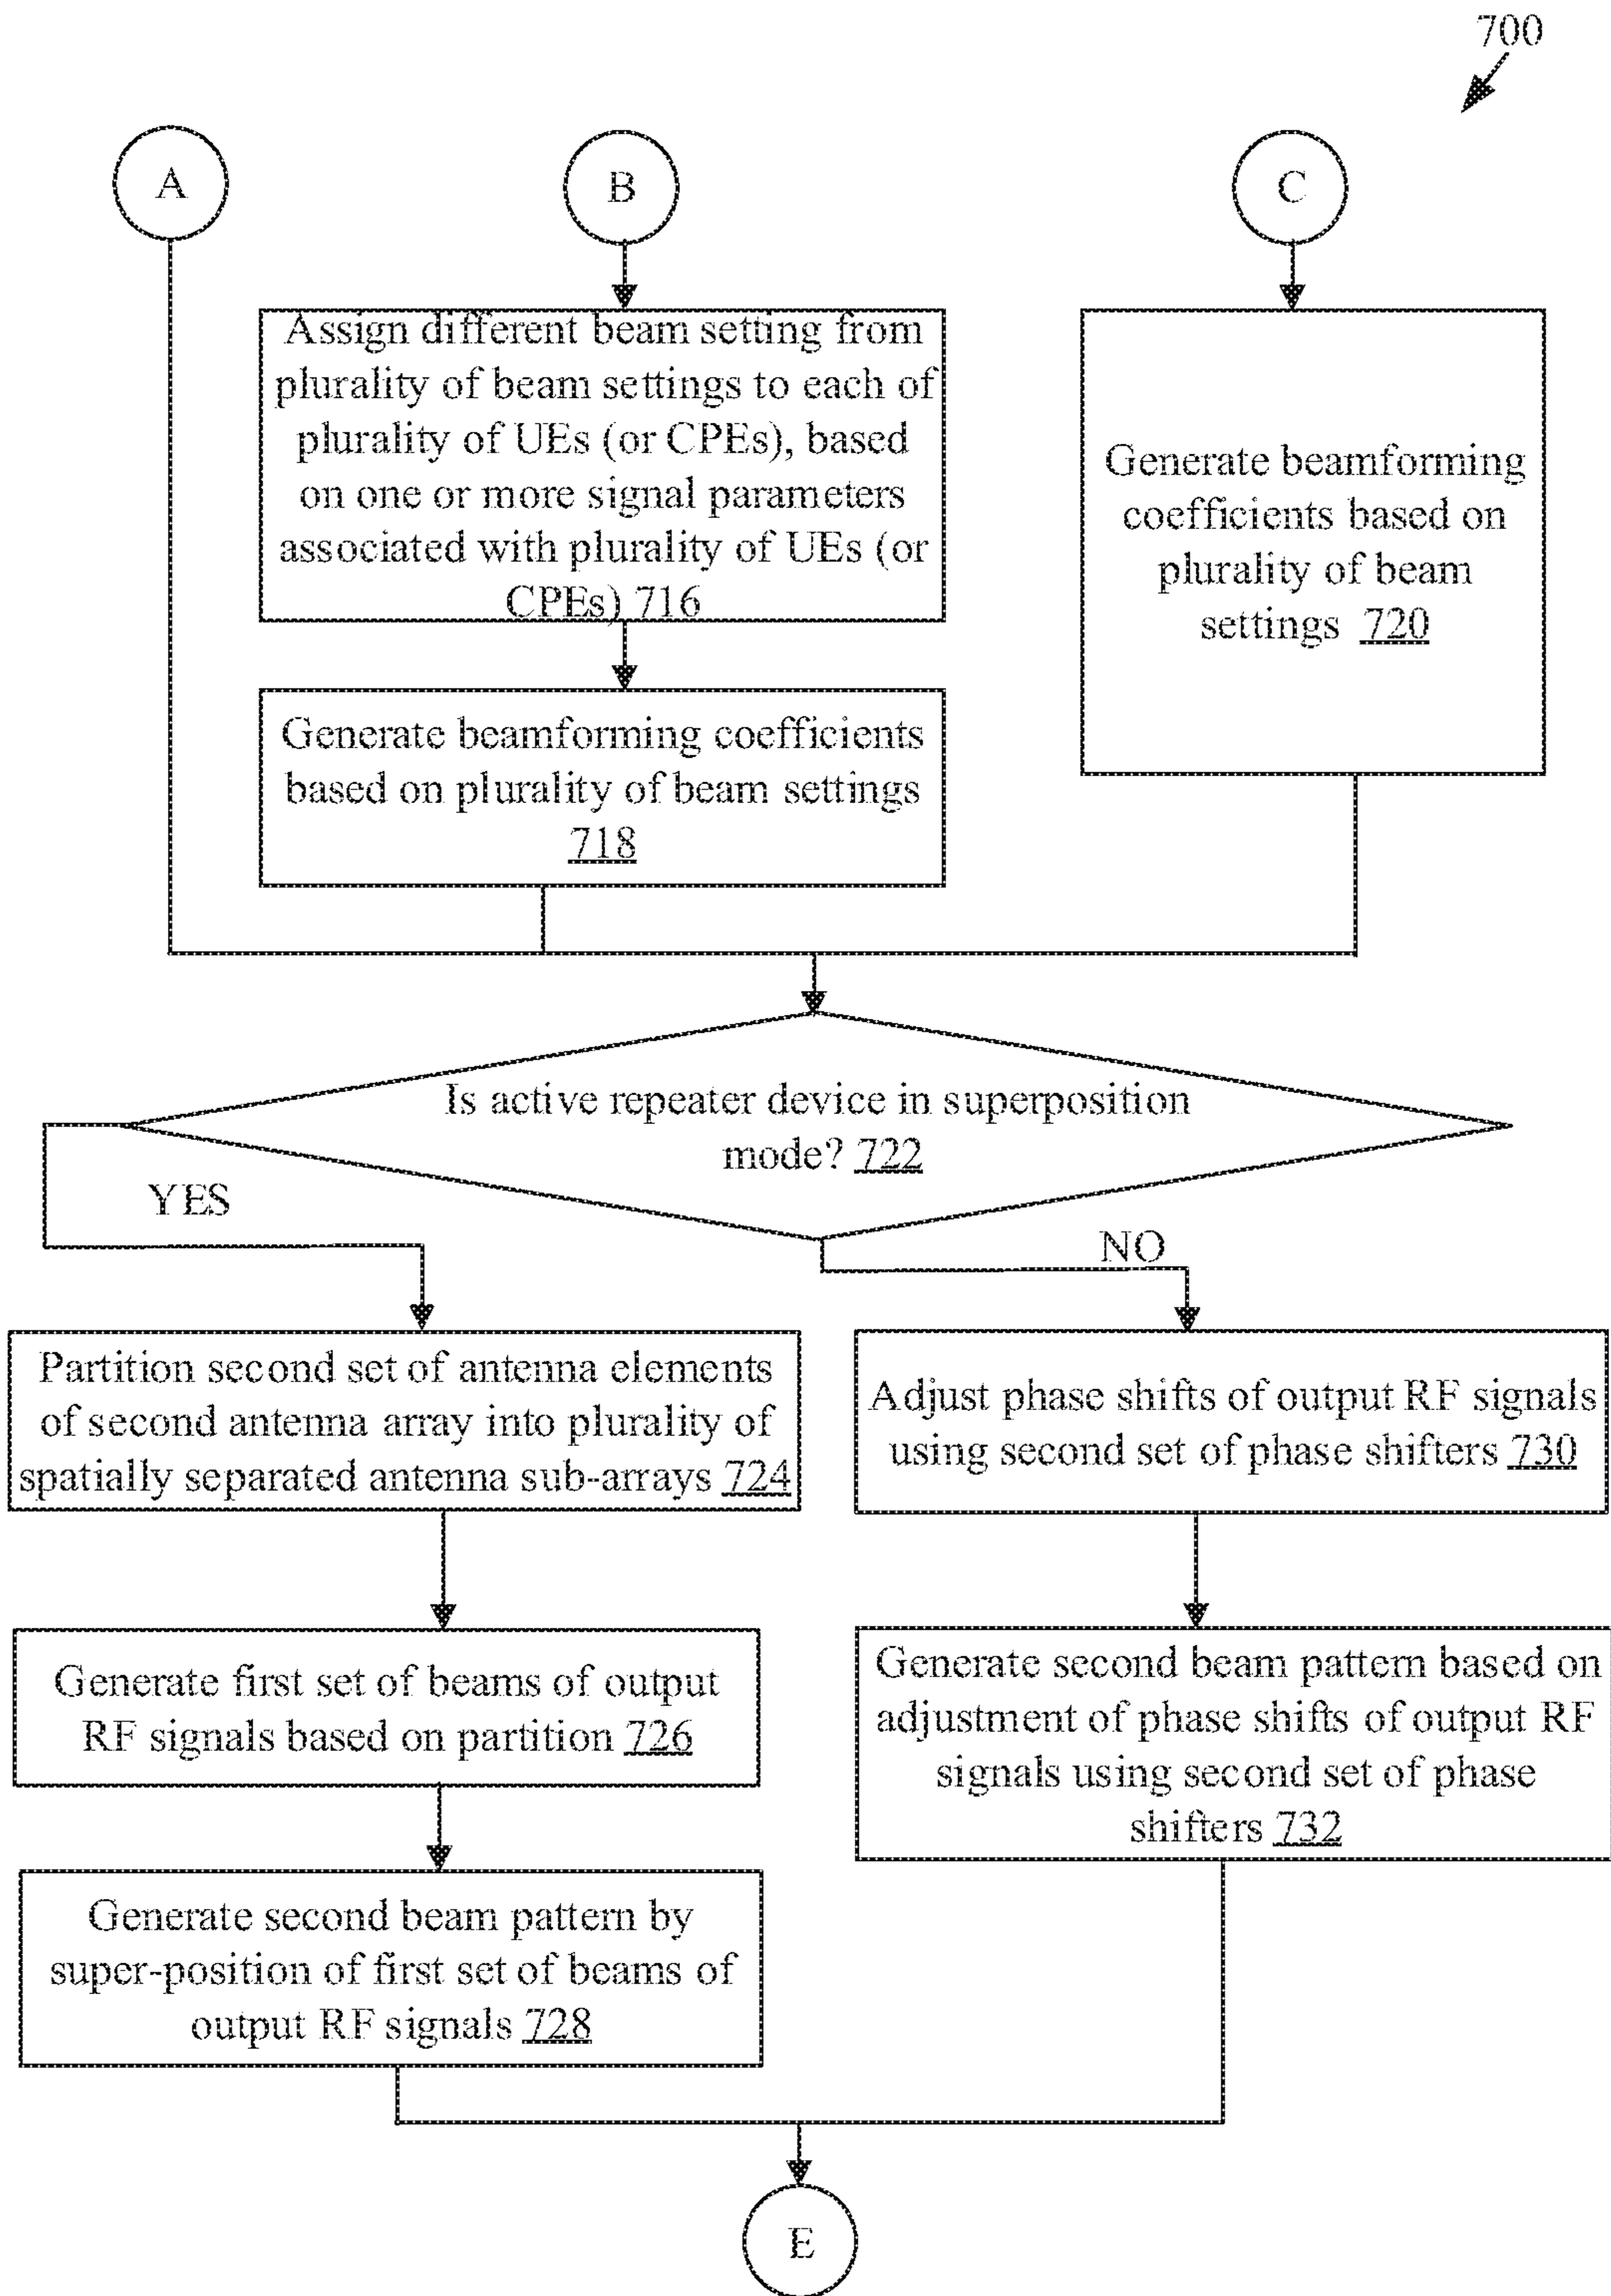 700
A
B
C
Assign different beam setting from
plurality of beam settings to each of
plurality of UEs (or CPEs), based
on one or more signal parameters
associated with plurality of UEs (or
CPEs) 716
Generate beamforming
coefficients based on
plurality of beam
settings 720
Generate beamforming coefficients
based on plurality of beam settings
718
Is active repeater device in superposition
mode? 722
YES
NO
Partition second set of antenna elements
of second antenna array into plurality of
spatially separated antenna sub-arrays 724
Adjust phase shifts of output RF signals
using second set of phase shifters 730
Generate first set of beams of output
RF signals based on partition 726
Generate second beam pattern based on
adjustment of phase shifts of output RF
signals using second set of phase
shifters 732
Generate second beam pattern by
super-position of first set of beams of
output RF signals 728
E